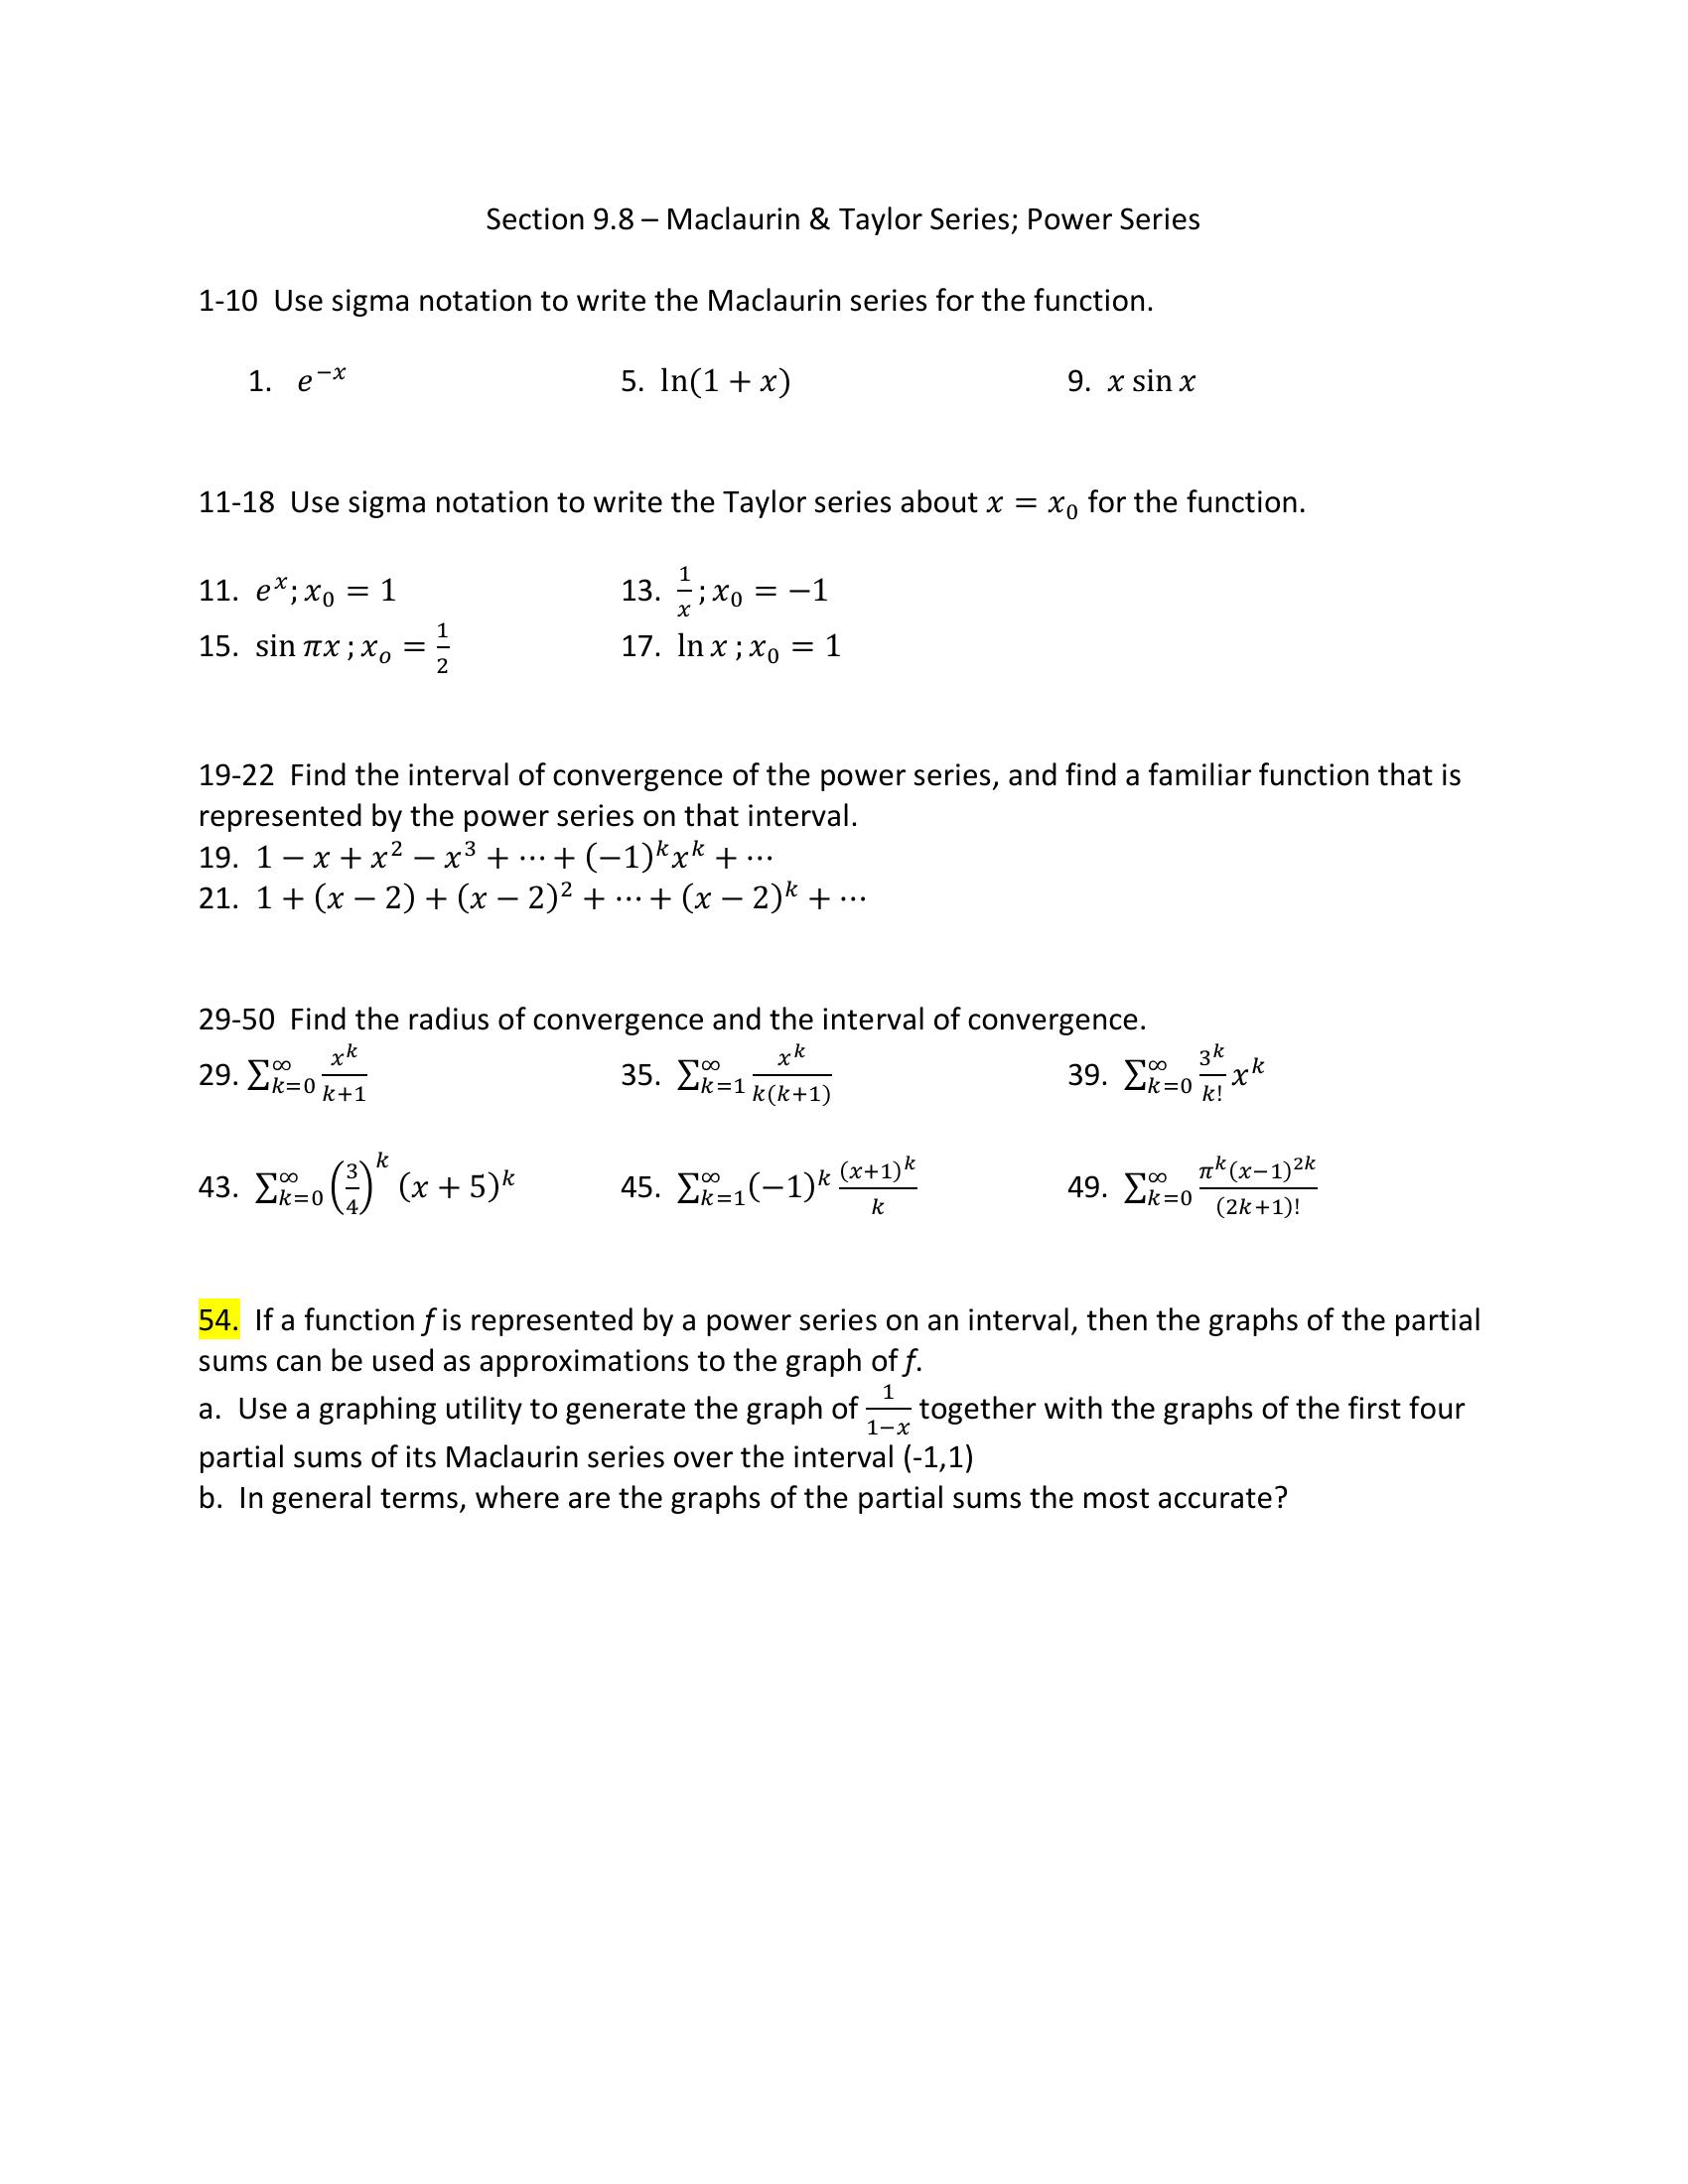 Section 9.8 – Maclaurin & Taylor Series; Power Series
1-10  Use sigma notation to write the Maclaurin series for the function.
1.  $e^{-x}$  5.  $\ln(1 + x)$  9.  $x \sin x$
11-18  Use sigma notation to write the Taylor series about $x = x_0$ for the function.
11.  $e^x; x_0 = 1$  13.  $\frac{1}{x}; x_0 = -1$
15.  $\sin \pi x \,; x_o = \frac{1}{2}$  17.  $\ln x \,; x_0 = 1$
19-22  Find the interval of convergence of the power series, and find a familiar function that is
represented by the power series on that interval.
19.  $1 - x + x^2 - x^3 + \cdots + (-1)^k x^k + \cdots$
21.  $1 + (x - 2) + (x - 2)^2 + \cdots + (x - 2)^k + \cdots$
29-50  Find the radius of convergence and the interval of convergence.
29. $\sum_{k=0}^{\infty} \frac{x^k}{k+1}$  35.  $\sum_{k=1}^{\infty} \frac{x^k}{k(k+1)}$  39.  $\sum_{k=0}^{\infty} \frac{3^k}{k!} x^k$
43.  $\sum_{k=0}^{\infty} \left(\frac{3}{4}\right)^k (x + 5)^k$  45.  $\sum_{k=1}^{\infty} (-1)^k \frac{(x+1)^k}{k}$  49.  $\sum_{k=0}^{\infty} \frac{\pi^k (x-1)^{2k}}{(2k+1)!}$
54.  If a function f is represented by a power series on an interval, then the graphs of the partial
sums can be used as approximations to the graph of f.
a.  Use a graphing utility to generate the graph of $\frac{1}{1-x}$ together with the graphs of the first four
partial sums of its Maclaurin series over the interval (-1,1)
b.  In general terms, where are the graphs of the partial sums the most accurate?